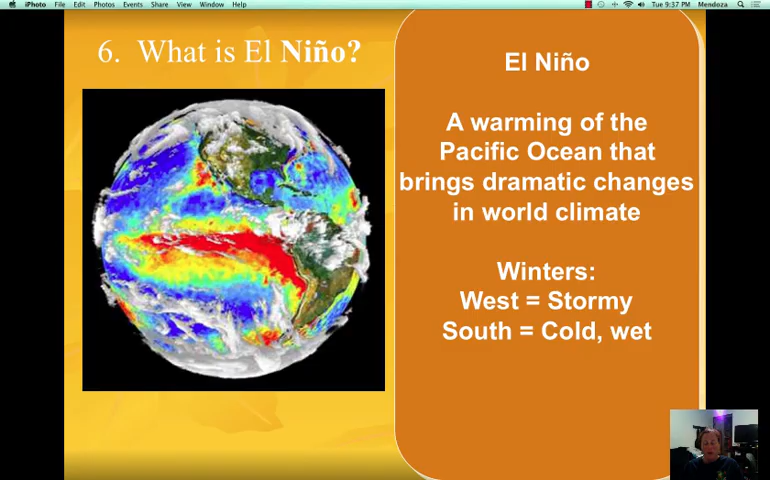 iPhoto File Edit Photos Events Share View Window Help Tue 9:37 PM Mendoza
6. What is El Niño?
El Niño
A warming of the
Pacific Ocean that
brings dramatic changes
in world climate
Winters:
West = Stormy
South = Cold, wet